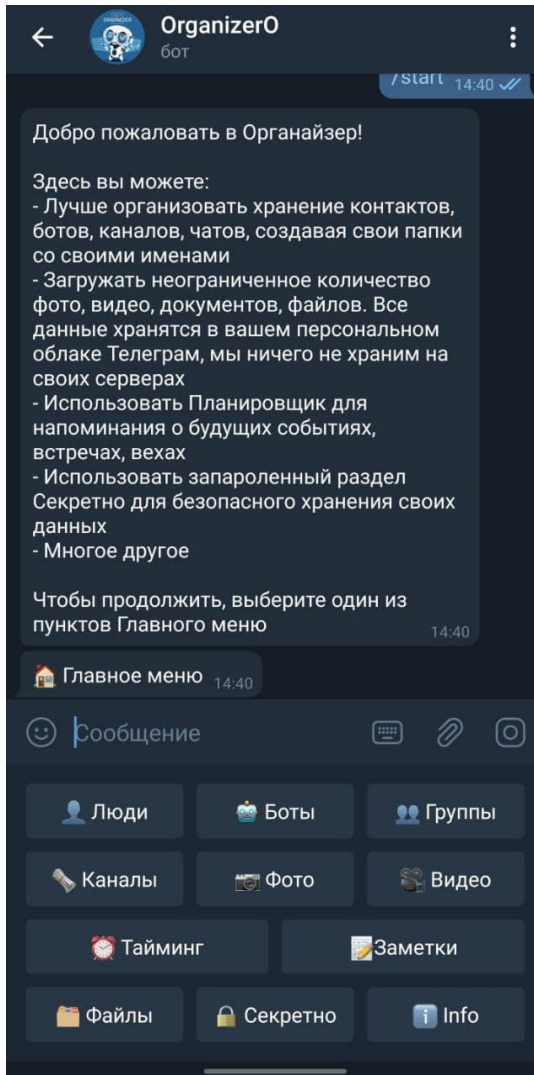 OrganizerO
бот
/start 14:40
Добро пожаловать в Органайзер!
Здесь вы можете:
- Лучше организовать хранение контактов,
ботов, каналов, чатов, создавая свои папки
со своими именами
- Загружать неограниченное количество
фото, видео, документов, файлов. Все
данные хранятся в вашем персональном
облаке Телеграм, мы ничего не храним на
своих серверах
- Использовать Планировщик для
напоминания о будущих событиях,
встречах, вехах
- Использовать запароленный раздел
Секретно для безопасного хранения своих
данных
- Многое другое
Чтобы продолжить, выберите один из
пунктов Главного меню 14:40
Главное меню 14:40
Сообщение
Люди Боты Группы
Каналы Фото Видео
Тайминг Заметки
Файлы Секретно Info